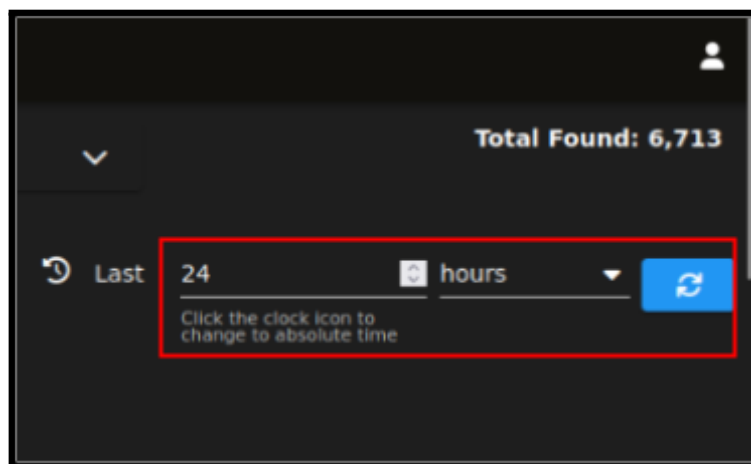 Total Found: 6,713
Last 24 hours
Click the clock icon to
change to absolute time